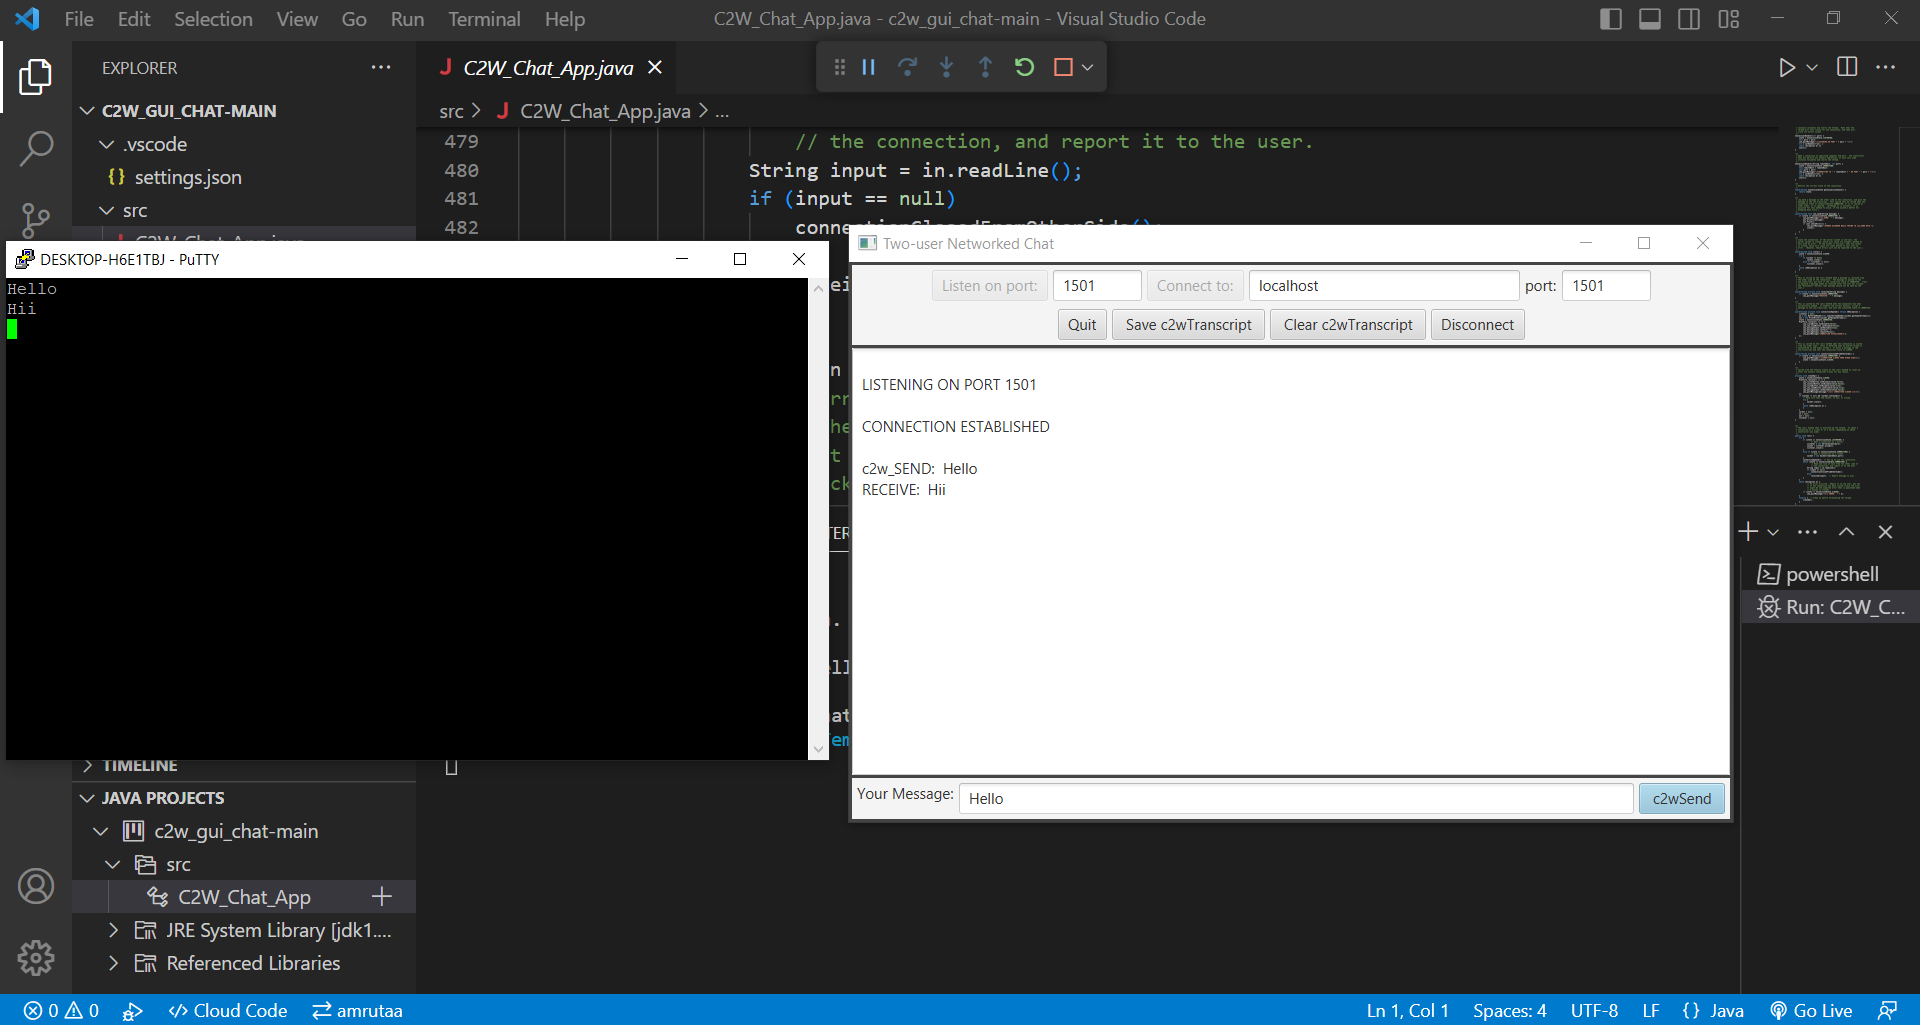 File Edit Selection View Go Run Terminal Help
C2W_Chat_App.java - c2w_gui_chat-main - Visual Studio Code
EXPLORER
C2W_GUI_CHAT-MAIN
.vscode
{} settings.json
src
C2W_Chat_App.java
C2W_Chat_App.java
src > C2W_Chat_App.java > ...
479 // the connection, and report it to the user.
480 String input = in.readLine();
481 if (input == null)
482 connectionClosedFromOtherSide();
DESKTOP-H6E1TBJ - PuTTY
Hello
Hii
Two-user Networked Chat
Listen on port: 1501 Connect to: localhost port: 1501
Quit Save c2wTranscript Clear c2wTranscript Disconnect
LISTENING ON PORT 1501
CONNECTION ESTABLISHED
c2w_SEND: Hello
RECEIVE: Hii
Your Message: Hello c2wSend
powershell
Run: C2W_C...
TIMELINE
JAVA PROJECTS
c2w_gui_chat-main
src
C2W_Chat_App
JRE System Library [jdk1....
Referenced Libraries
0 0 Cloud Code amrutaa
Ln 1, Col 1 Spaces: 4 UTF-8 LF {} Java Go Live